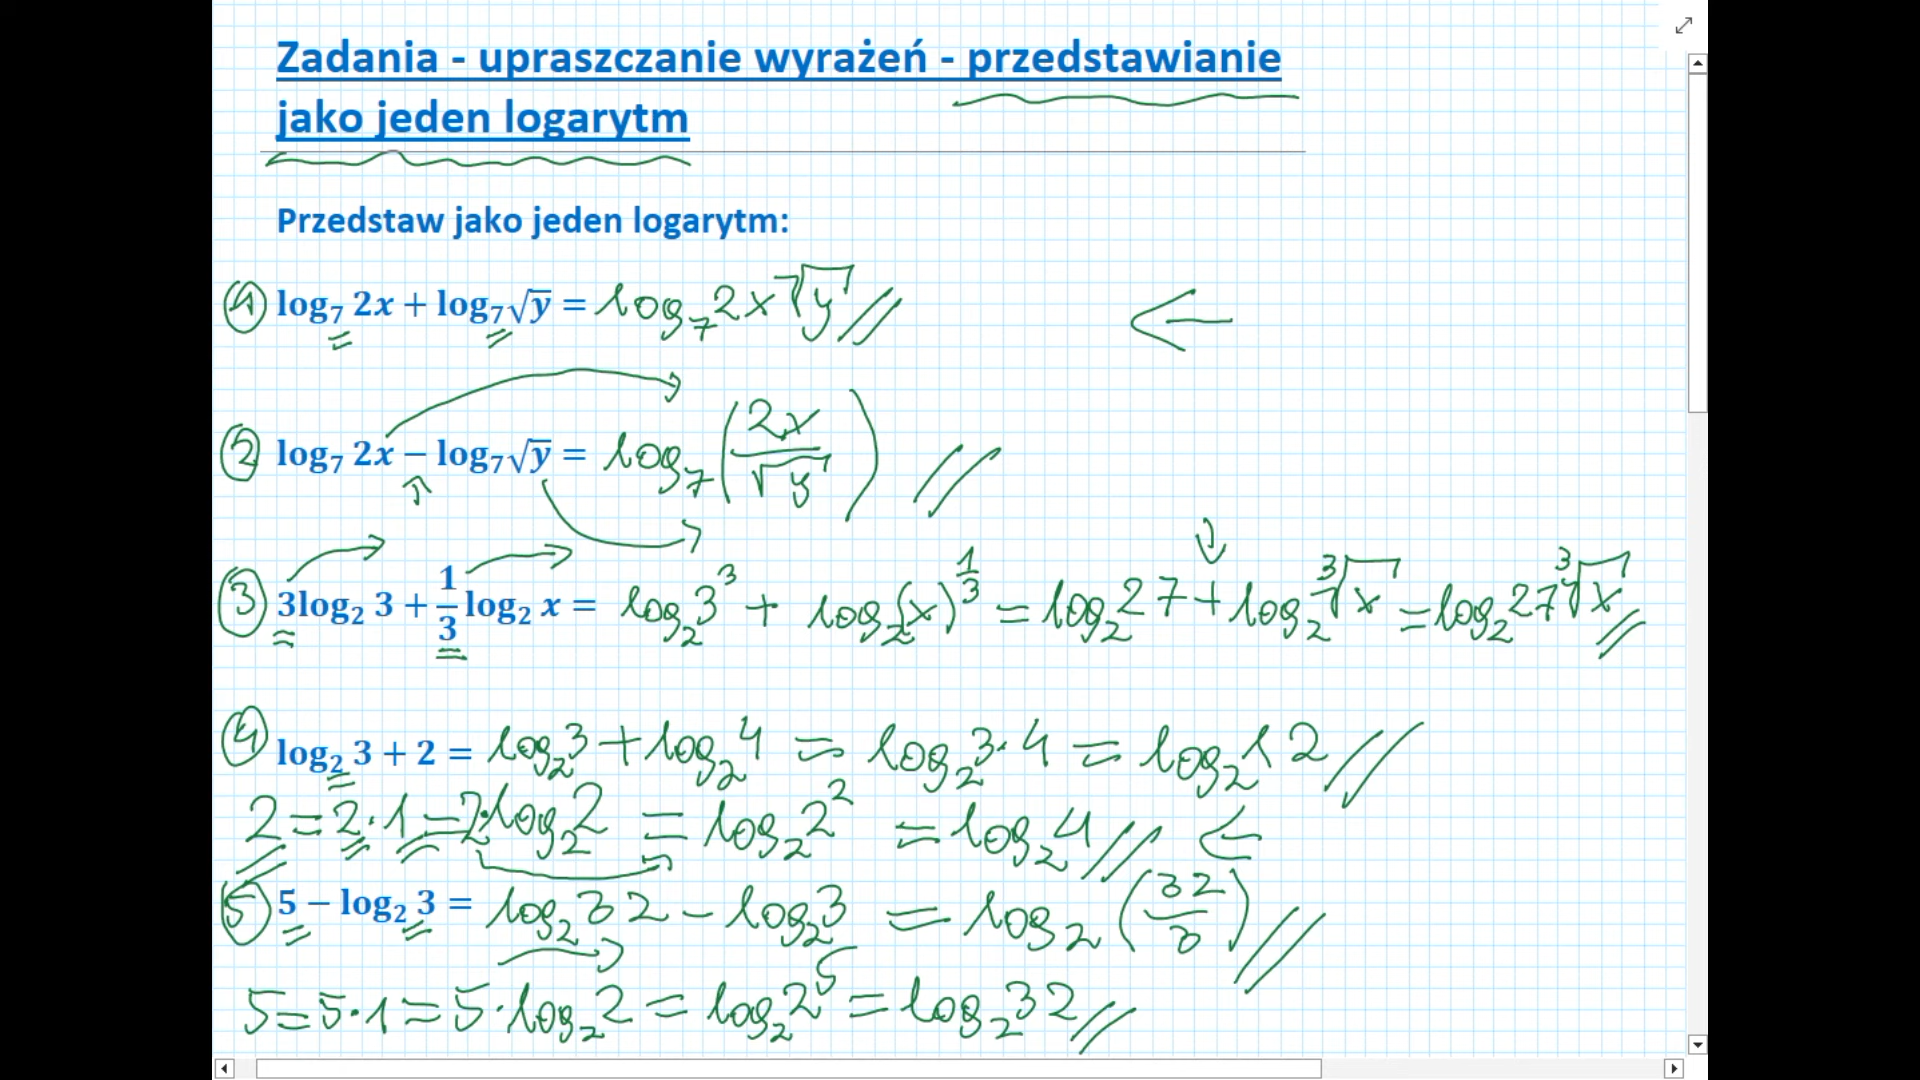 Zadania - upraszczanie wyrażeń - przedstawianie
jako jeden logarytm
Przedstaw jako jeden logarytm:
① log₇ 2x + log₇√y = log₇ 2x√y //
② log₇ 2x − log₇√y = log₇ (2x/√y) //
③ 3log₂ 3 + 1/3 log₂ x = log₂ 3³ + log₂ (x)^(1/3) = log₂ 27 + log₂ ³√x = log₂ 27 ³√x //
④ log₂ 3 + 2 = log₂ 3 + log₂ 4 = log₂ 3·4 = log₂ 12 //
2 = 2·1 = 2·log₂ 2 = log₂ 2² = log₂ 4 //
⑤ 5 − log₂ 3 = log₂ 32 − log₂ 3 = log₂ (32/3) //
5 = 5·1 = 5·log₂ 2 = log₂ 2⁵ = log₂ 32 //